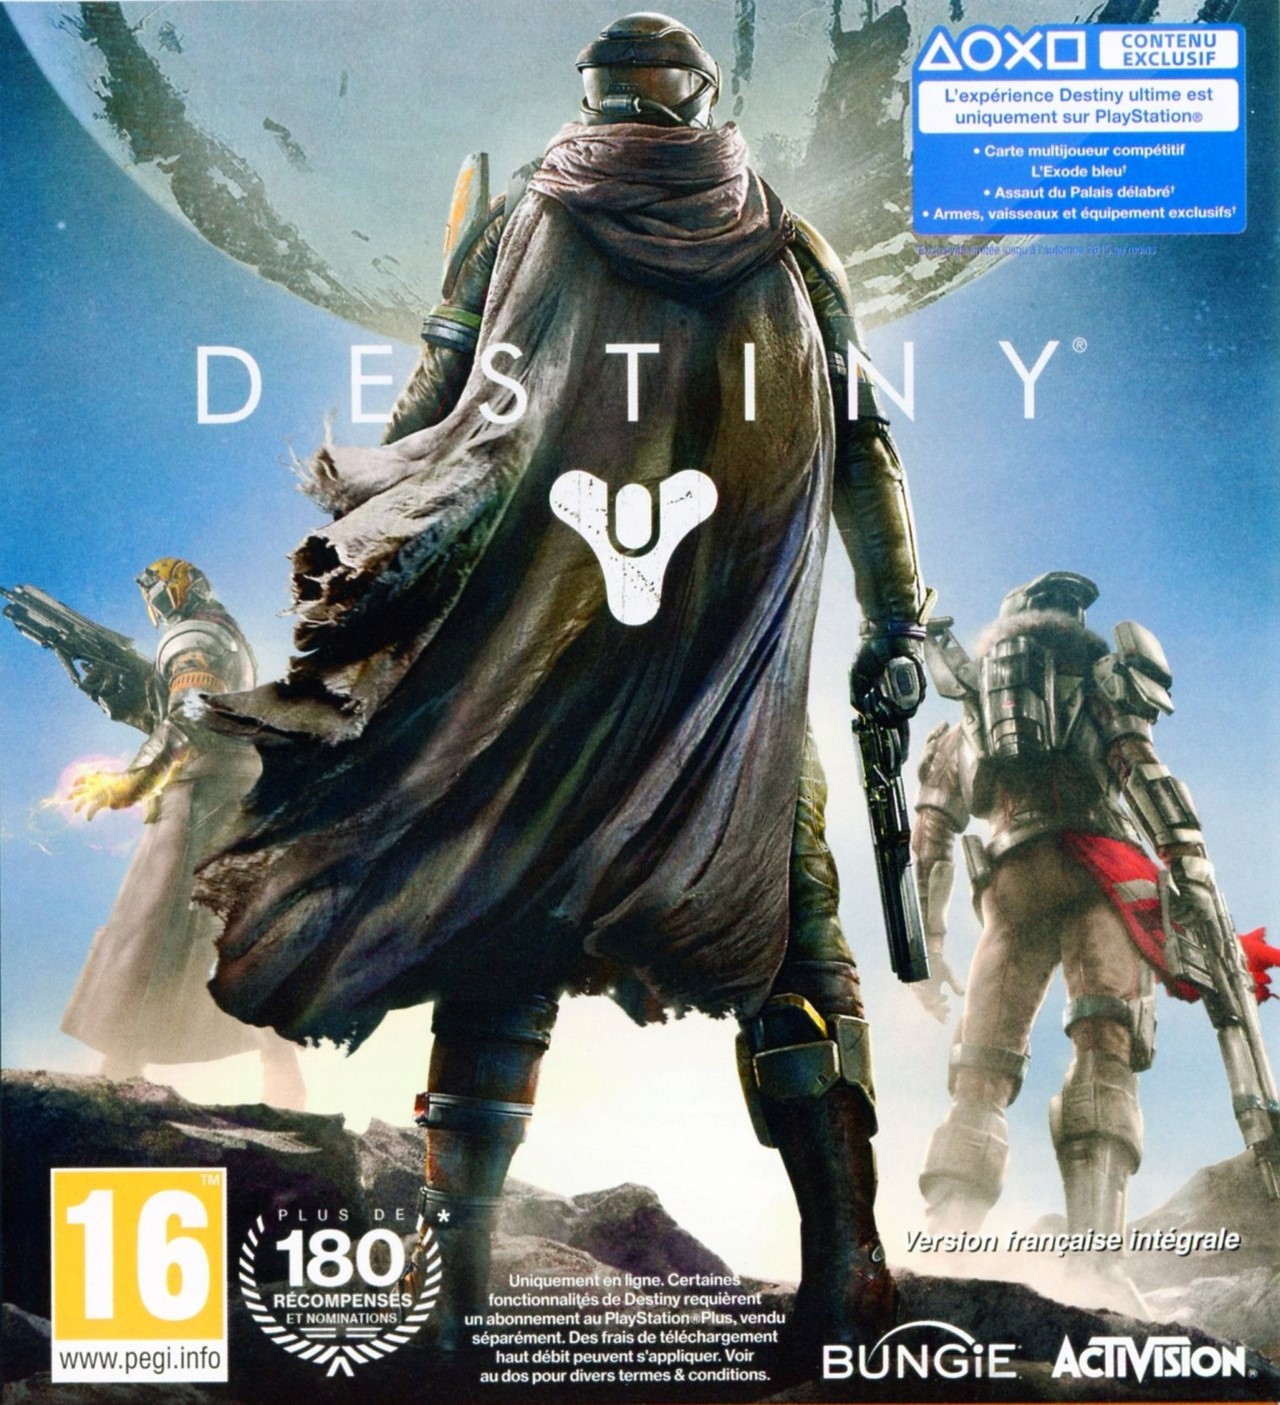 CONTENU
EXCLUSIF
L'expérience Destiny ultime est
uniquement sur PlayStation®
• Carte multijoueur compétitif
L'Exode bleu†
• Assaut du Palais délabré†
• Armes, vaisseaux et équipement exclusifs†
DESTINY®
16™
www.pegi.info
PLUS DE *
180
RÉCOMPENSES
ET NOMINATIONS
Uniquement en ligne. Certaines
fonctionnalités de Destiny requièrent
un abonnement au PlayStation®Plus, vendu
séparément. Des frais de téléchargement
haut débit peuvent s'appliquer. Voir
au dos pour divers termes & conditions.
Version française intégrale
BUNGiE
ACTIVISION